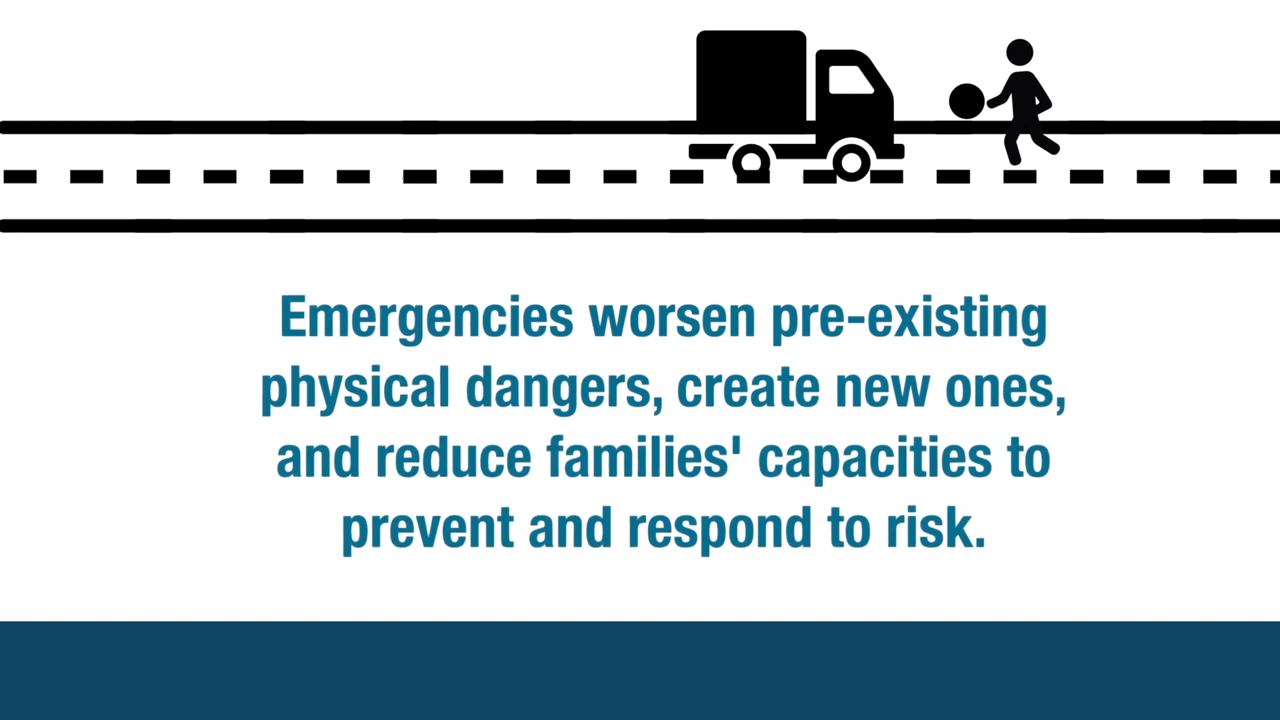 Emergencies worsen pre-existing
physical dangers, create new ones,
and reduce families' capacities to
prevent and respond to risk.